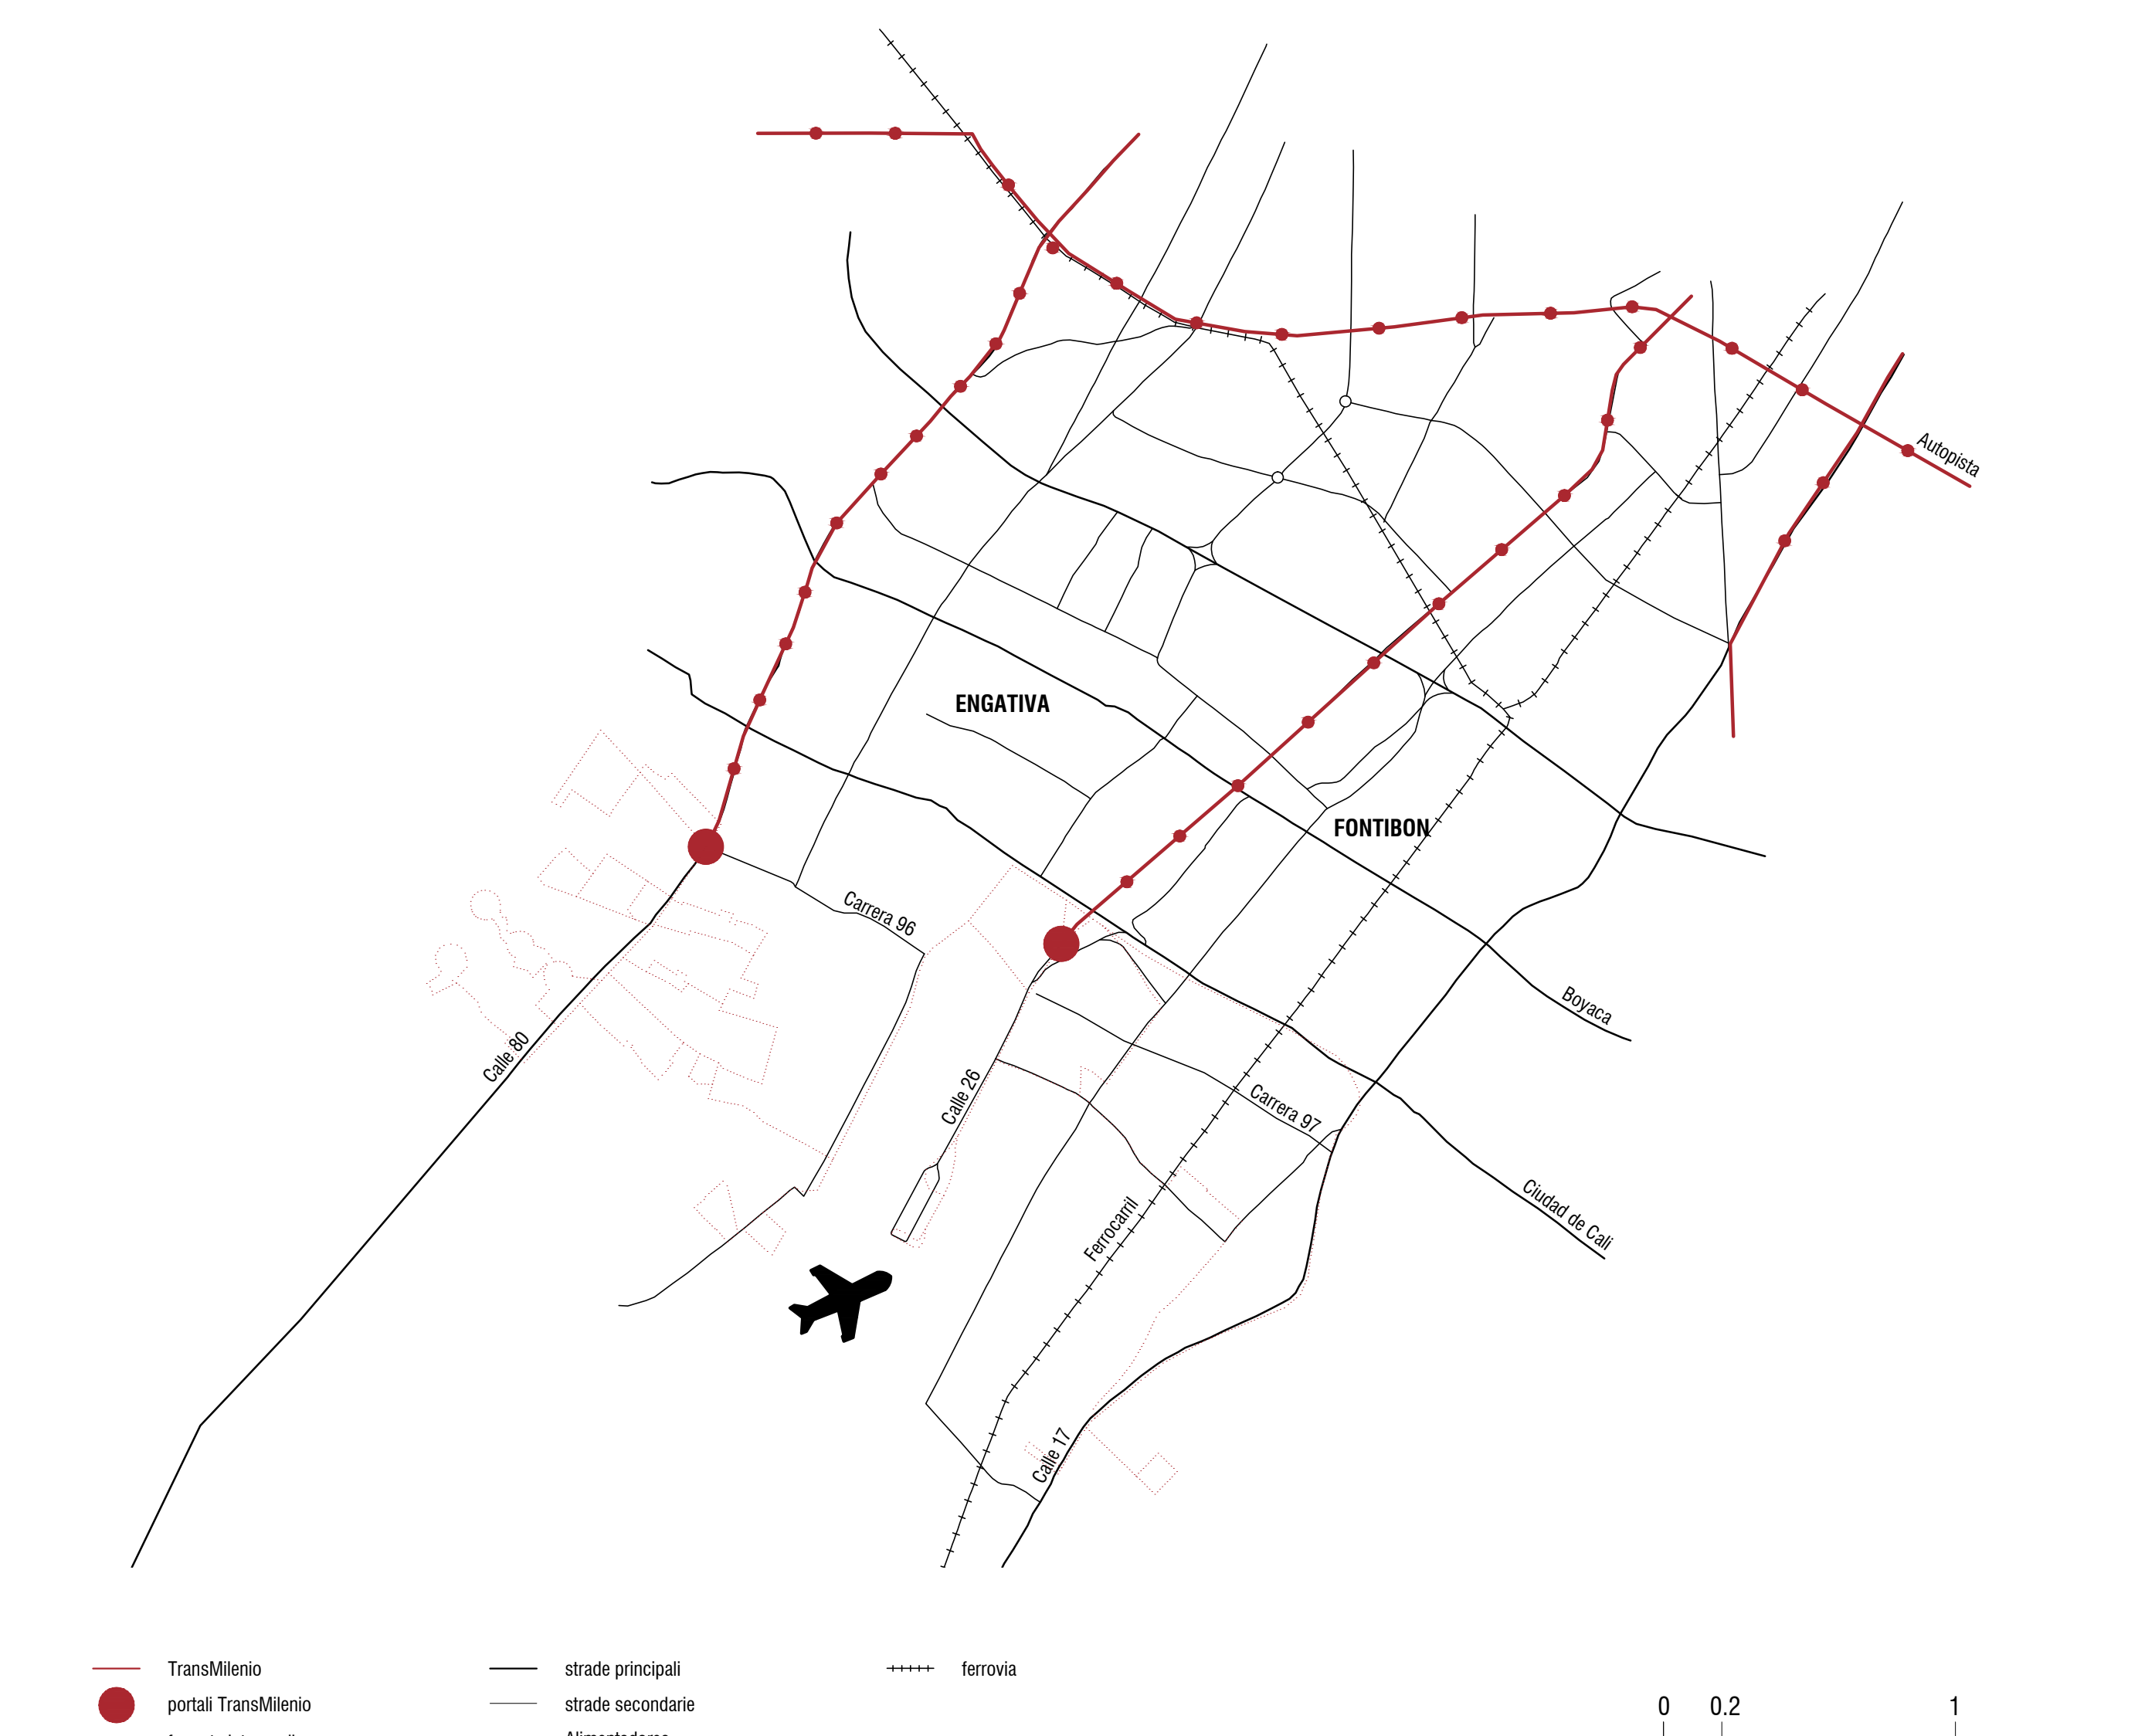 Autopista
ENGATIVA
FONTIBON
Carrera 96
Boyaca
Calle 80
Calle 26
Carrera 97
Ciudad de Cali
Ferrocarril
Calle 17
TransMilenio
strade principali
ferrovia
portali TransMilenio
strade secondarie
0 0.2 1